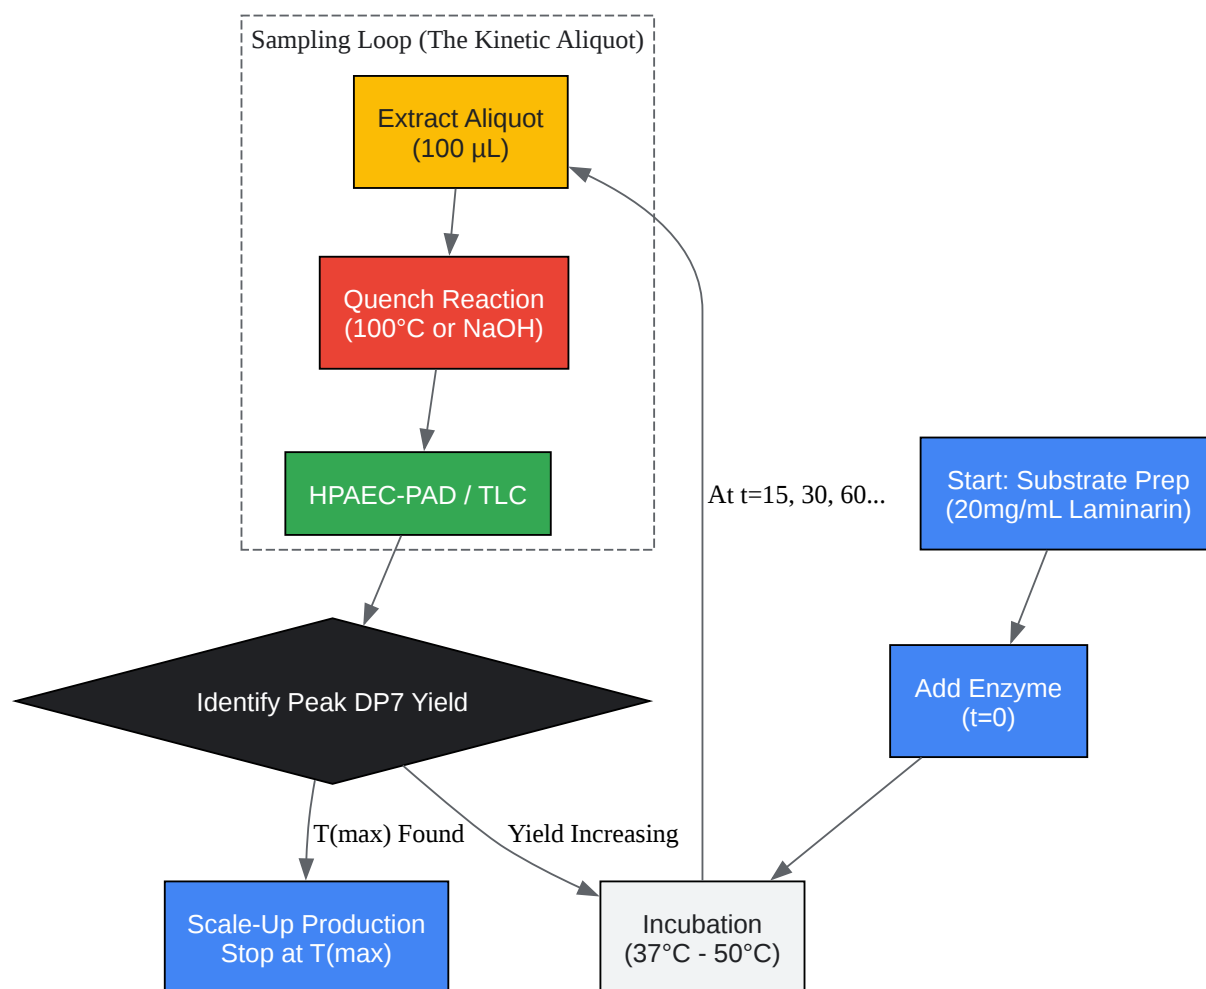 Sampling Loop (The Kinetic Aliquot)
Extract Aliquot
(100 µL)
Quench Reaction
(100°C or NaOH)
HPAEC-PAD / TLC
At t=15, 30, 60...
Start: Substrate Prep
(20mg/mL Laminarin)
Add Enzyme
(t=0)
Identify Peak DP7 Yield
T(max) Found
Yield Increasing
Scale-Up Production
Stop at T(max)
Incubation
(37°C - 50°C)